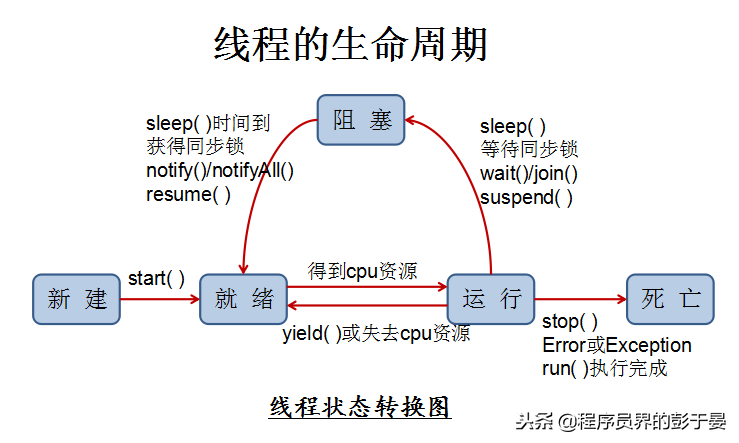 线程的生命周期
sleep( )时间到
获得同步锁
notify()/notifyAll()
resume( )
阻 塞
sleep( )
等待同步锁
wait()/join()
suspend( )
新 建
start( )
就 绪
得到cpu资源
yield( )或失去cpu资源
运 行
stop( )
Error或Exception
run( )执行完成
死 亡
线程状态转换图
头条 @程序员界的彭于晏